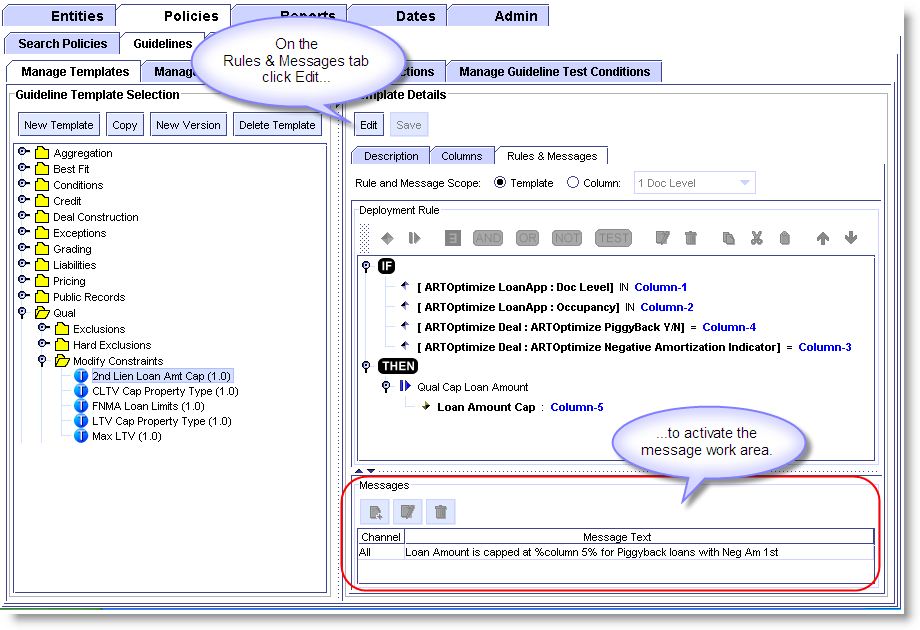 Entities Policies Reports Dates Admin
Search Policies Guidelines
Manage Templates Manage Guideline Test Conditions
On the
Rules & Messages tab
click Edit...
Guideline Template Selection
New Template Copy New Version Delete Template
Aggregation
Best Fit
Conditions
Credit
Deal Construction
Exceptions
Grading
Liabilities
Pricing
Public Records
Qual
Exclusions
Hard Exclusions
Modify Constraints
2nd Lien Loan Amt Cap (1.0)
CLTV Cap Property Type (1.0)
FNMA Loan Limits (1.0)
LTV Cap Property Type (1.0)
Max LTV (1.0)
Template Details
Edit Save
Description Columns Rules & Messages
Rule and Message Scope: Template Column: 1 Doc Level
Deployment Rule
AND OR NOT TEST
IF
[ ARTOptimize LoanApp : Doc Level] IN Column-1
[ ARTOptimize LoanApp : Occupancy] IN Column-2
[ ARTOptimize Deal : ARTOptimize PiggyBack Y/N] = Column-4
[ ARTOptimize Deal : ARTOptimize Negative Amortization Indicator] = Column-3
THEN
Qual Cap Loan Amount
Loan Amount Cap : Column-5
...to activate the
message work area.
Messages
Channel Message Text
All Loan Amount is capped at %column 5% for Piggyback loans with Neg Am 1st